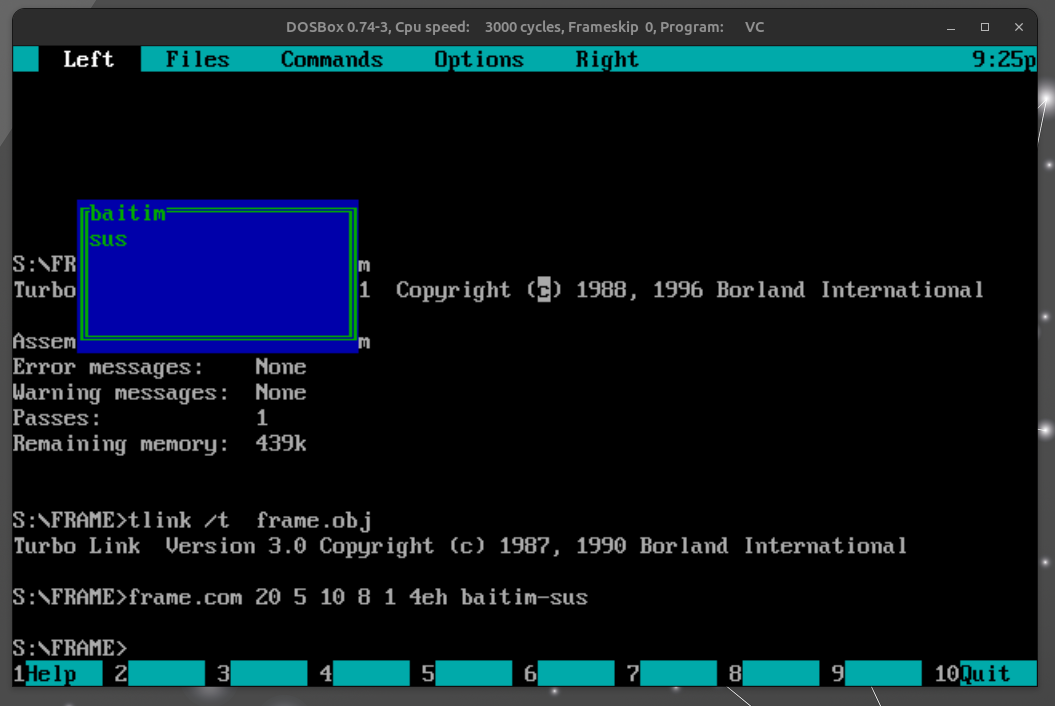 DOSBox 0.74-3, Cpu speed: 3000 cycles, Frameskip 0, Program: VC
Left Files Commands Options Right 9:25p
baitim
sus
S:\FR m
Turbo 1 Copyright (c) 1988, 1996 Borland International
Assem m
Error messages: None
Warning messages: None
Passes: 1
Remaining memory: 439k
S:\FRAME>tlink /t frame.obj
Turbo Link Version 3.0 Copyright (c) 1987, 1990 Borland International
S:\FRAME>frame.com 20 5 10 8 1 4eh baitim-sus
S:\FRAME>
1Help 2 3 4 5 6 7 8 9 10Quit